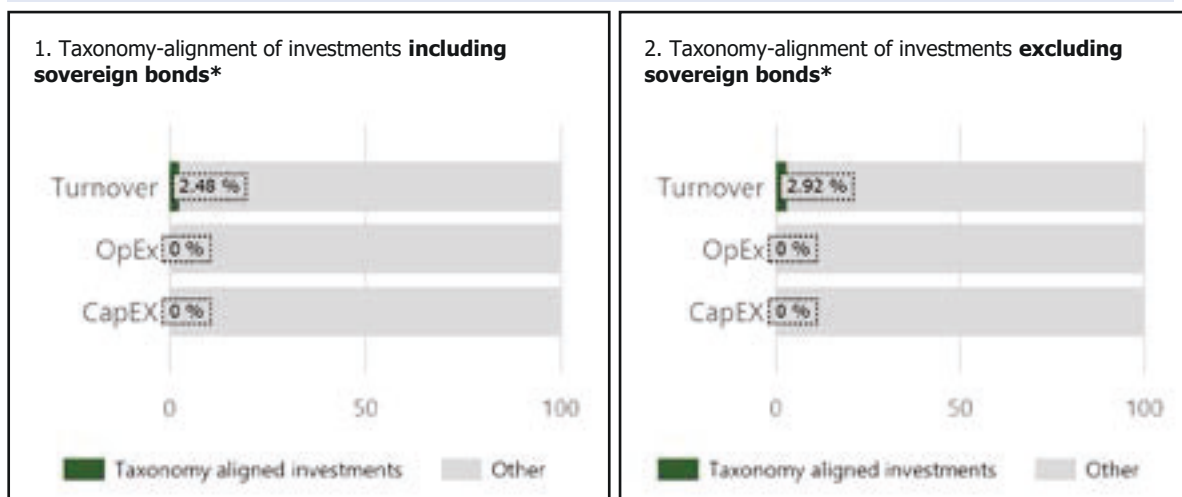 1. Taxonomy-alignment of investments including
sovereign bonds*
Turnover 2.48 %
OpEx 0 %
CapEX 0 %
0 50 100
Taxonomy aligned investments Other
2. Taxonomy-alignment of investments excluding
sovereign bonds*
Turnover 2.92 %
OpEx 0 %
CapEX 0 %
0 50 100
Taxonomy aligned investments Other